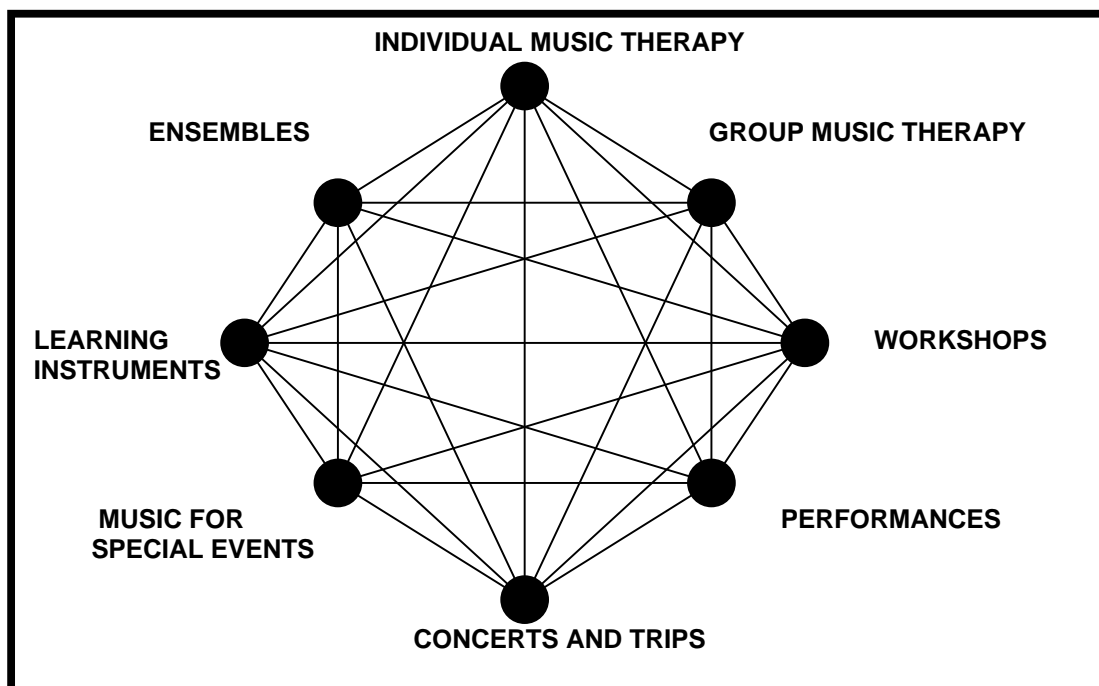 INDIVIDUAL MUSIC THERAPY
ENSEMBLES
GROUP MUSIC THERAPY
LEARNING
INSTRUMENTS
WORKSHOPS
MUSIC FOR
SPECIAL EVENTS
PERFORMANCES
CONCERTS AND TRIPS